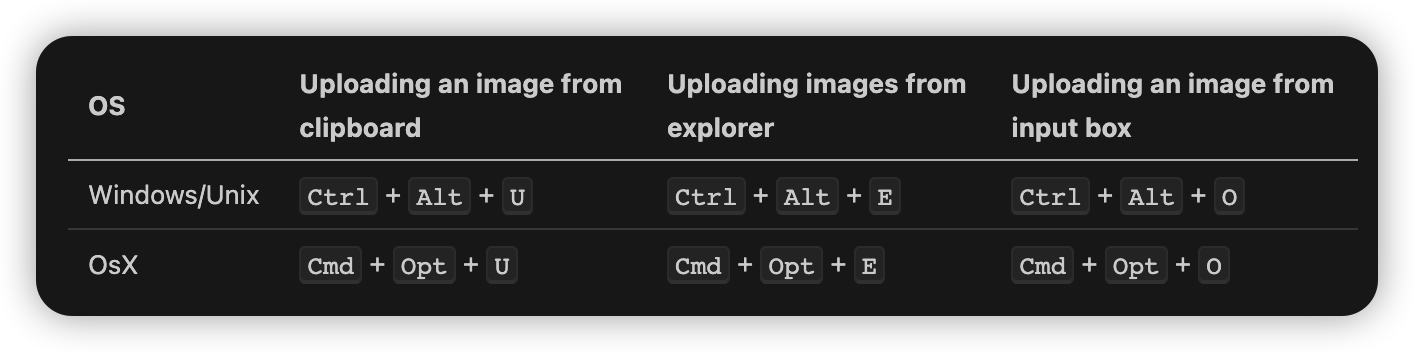 OS
Uploading an image from clipboard
Uploading images from explorer
Uploading an image from input box
Windows/Unix Ctrl + Alt + U Ctrl + Alt + E Ctrl + Alt + O
OsX Cmd + Opt + U Cmd + Opt + E Cmd + Opt + O